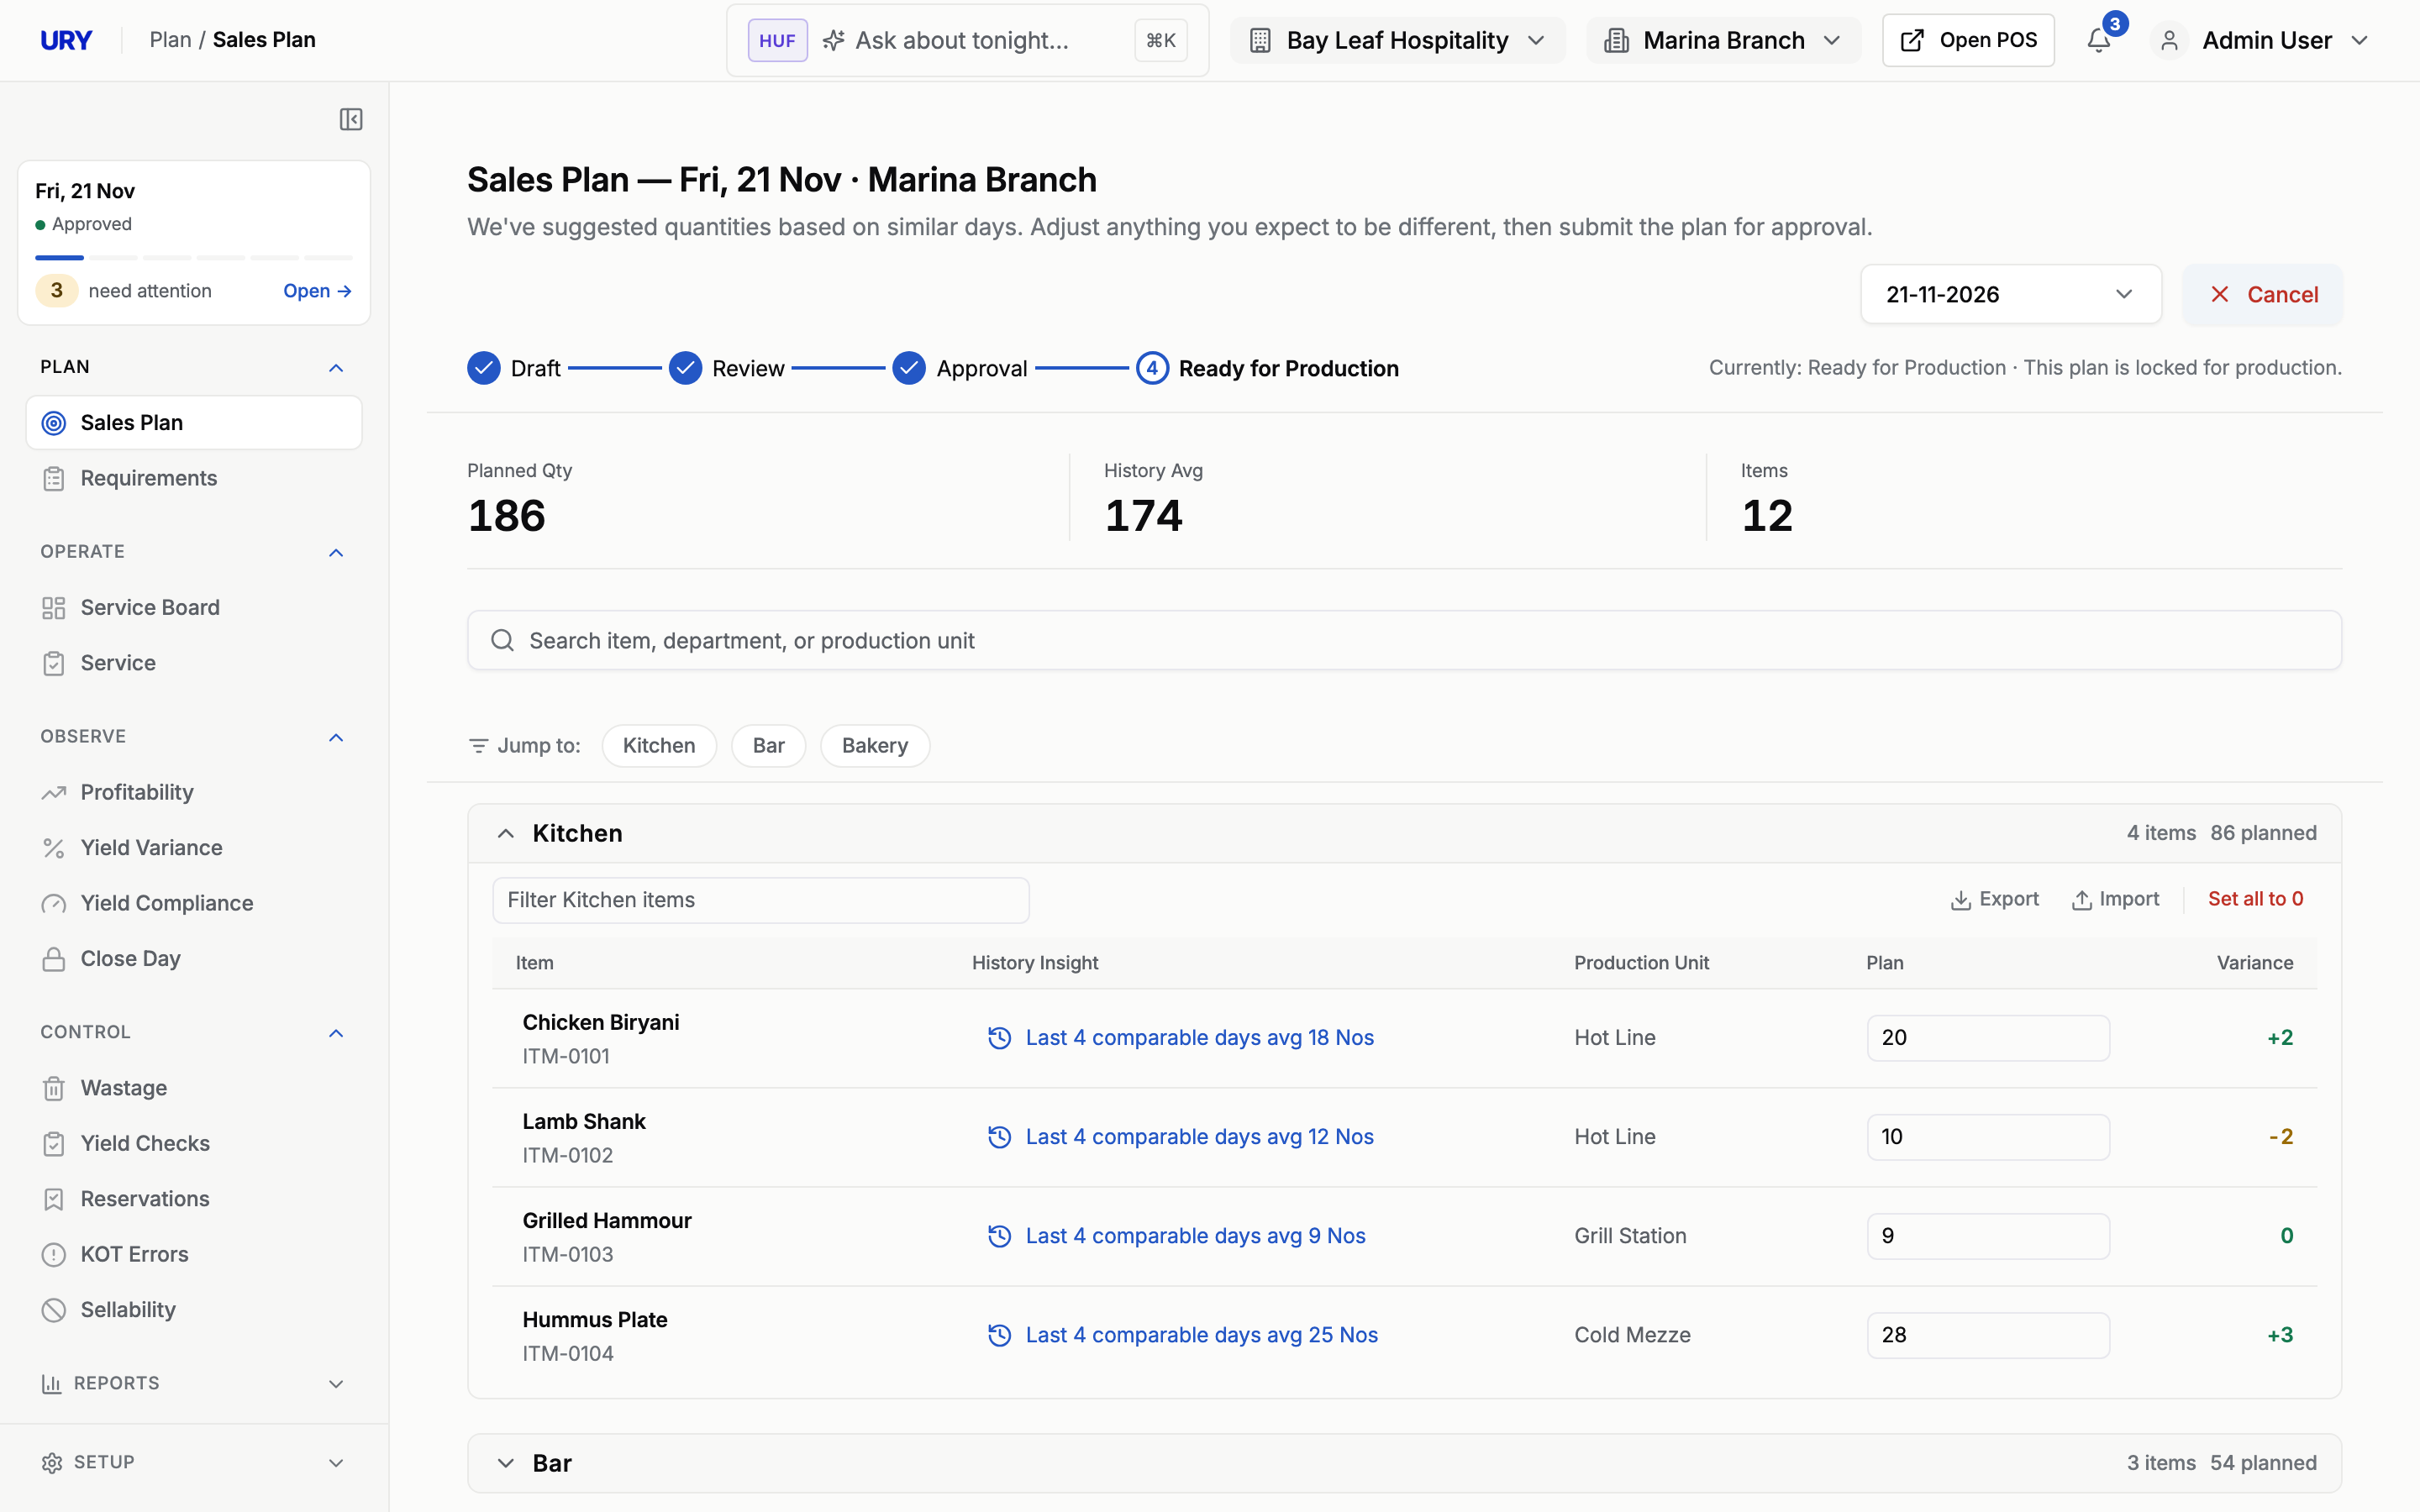 URY
Plan / Sales Plan
HUF Ask about tonight... ⌘K
Bay Leaf Hospitality
Marina Branch
Open POS
3
Admin User
Fri, 21 Nov
Approved
3 need attention Open →
PLAN
Sales Plan
Requirements
OPERATE
Service Board
Service
OBSERVE
Profitability
Yield Variance
Yield Compliance
Close Day
CONTROL
Wastage
Yield Checks
Reservations
KOT Errors
Sellability
REPORTS
SETUP
Sales Plan — Fri, 21 Nov · Marina Branch
We've suggested quantities based on similar days. Adjust anything you expect to be different, then submit the plan for approval.
21-11-2026
Cancel
Draft Review Approval 4 Ready for Production
Currently: Ready for Production · This plan is locked for production.
Planned Qty History Avg Items
186 174 12
Search item, department, or production unit
Jump to: Kitchen Bar Bakery
Kitchen 4 items 86 planned
Filter Kitchen items Export Import Set all to 0
Item History Insight Production Unit Plan Variance
Chicken Biryani
ITM-0101
Last 4 comparable days avg 18 Nos Hot Line 20 +2
Lamb Shank
ITM-0102
Last 4 comparable days avg 12 Nos Hot Line 10 -2
Grilled Hammour
ITM-0103
Last 4 comparable days avg 9 Nos Grill Station 9 0
Hummus Plate
ITM-0104
Last 4 comparable days avg 25 Nos Cold Mezze 28 +3
Bar 3 items 54 planned